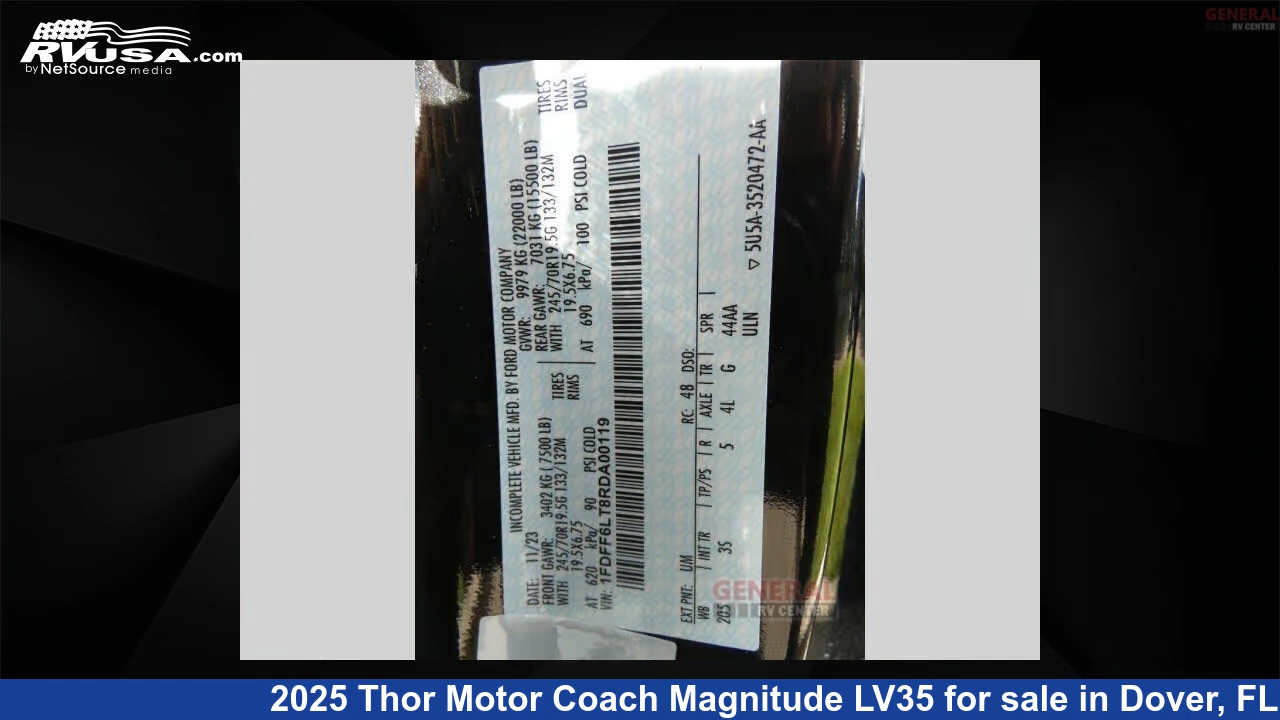 RVUSA.com
by NetSource media
GENERAL
RV CENTER
INCOMPLETE VEHICLE MFD. BY FORD MOTOR COMPANY
DATE: 11/23 GVWR: 9979 KG (22000 LB)
FRONT GAWR: 3402 KG (7500 LB) REAR GAWR: 7031 KG (15500 LB)
WITH 245/70R19.5G 133/132M TIRES WITH 245/70R19.5G 133/132M TIRES
19.5X6.75 RIMS 19.5X6.75 RIMS
AT 620 kPa/ 90 PSI COLD AT 690 kPa/ 100 PSI COLD DUAL
VIN: 1FDFF6LT8RDA00119
EXT PNT: UM RC: 48 DSO:
WB INT TR TP/PS R AXLE TR SPR
205 3S 5 4L G 44AA
ULN
▽ 5U5A-3520472-AA
GENERAL
RV CENTER
2025 Thor Motor Coach Magnitude LV35 for sale in Dover, FL